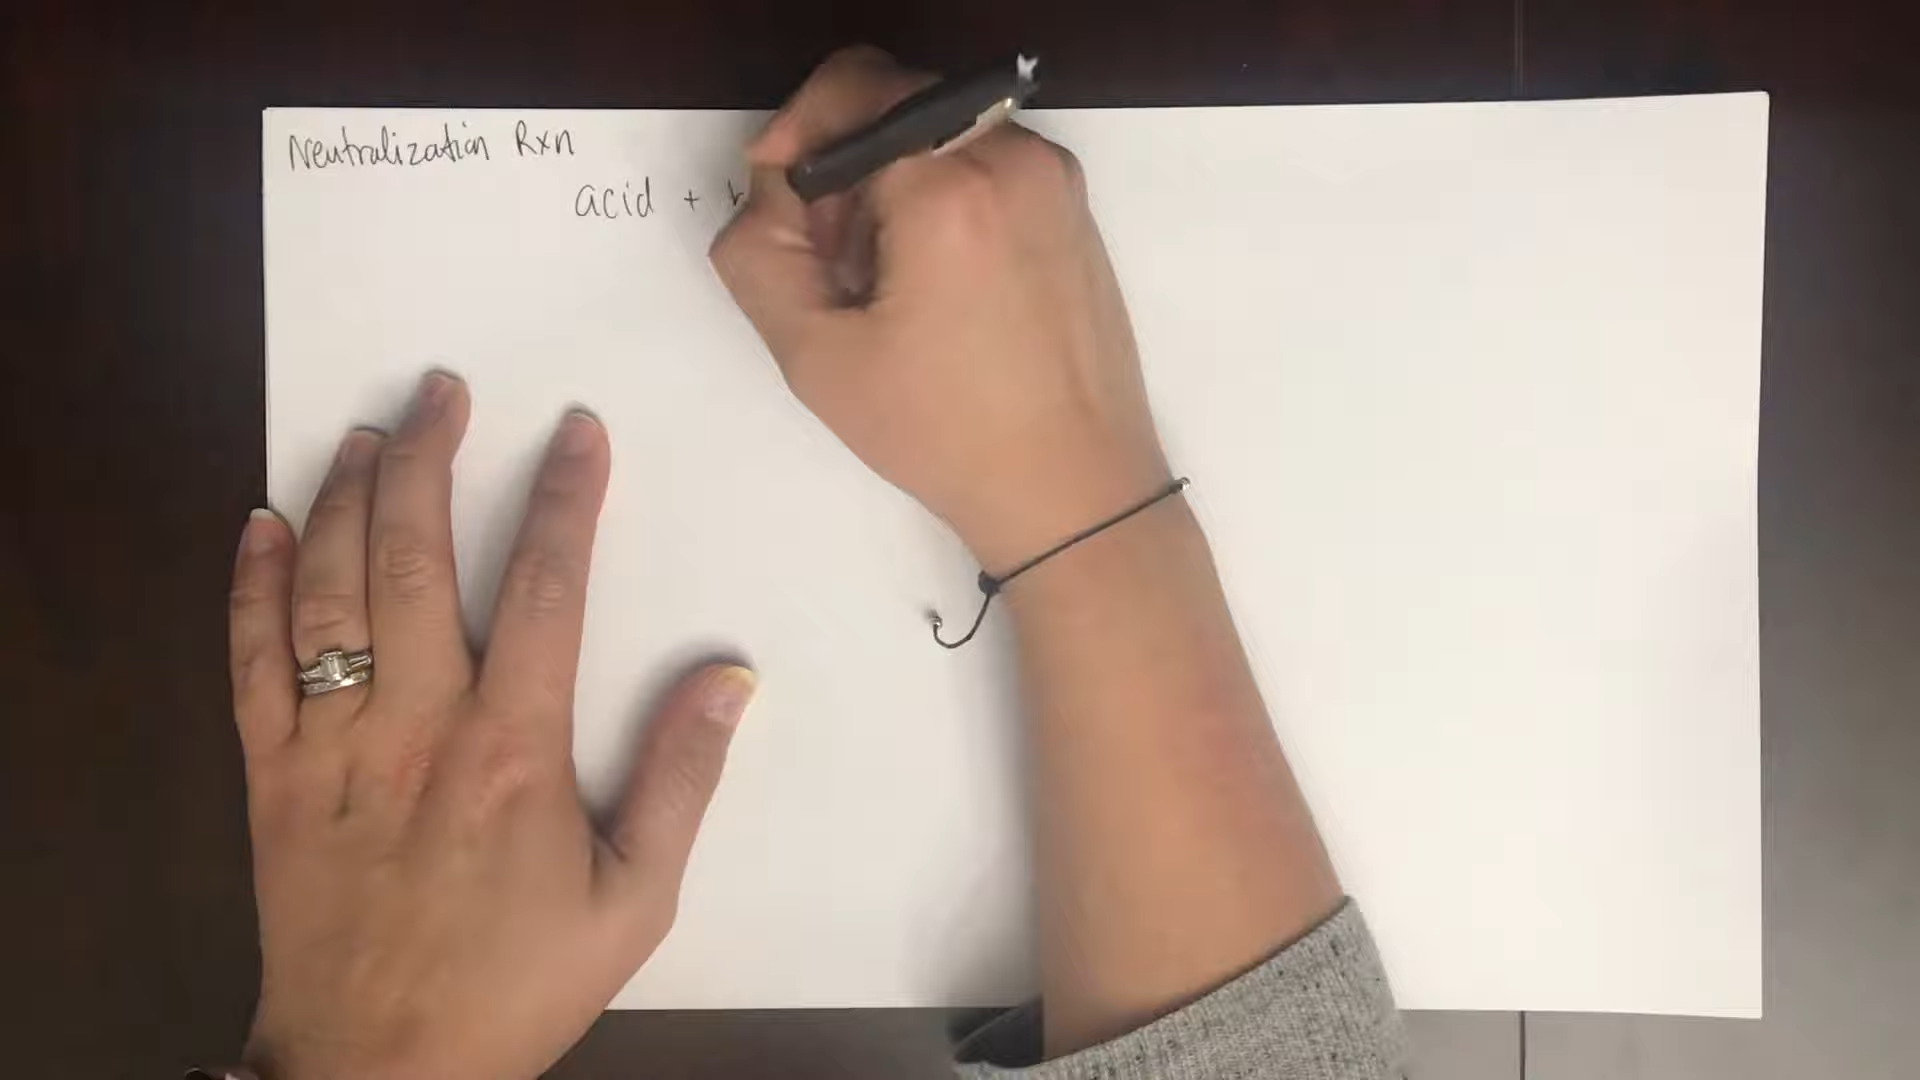 Neutralization Rxn
acid +